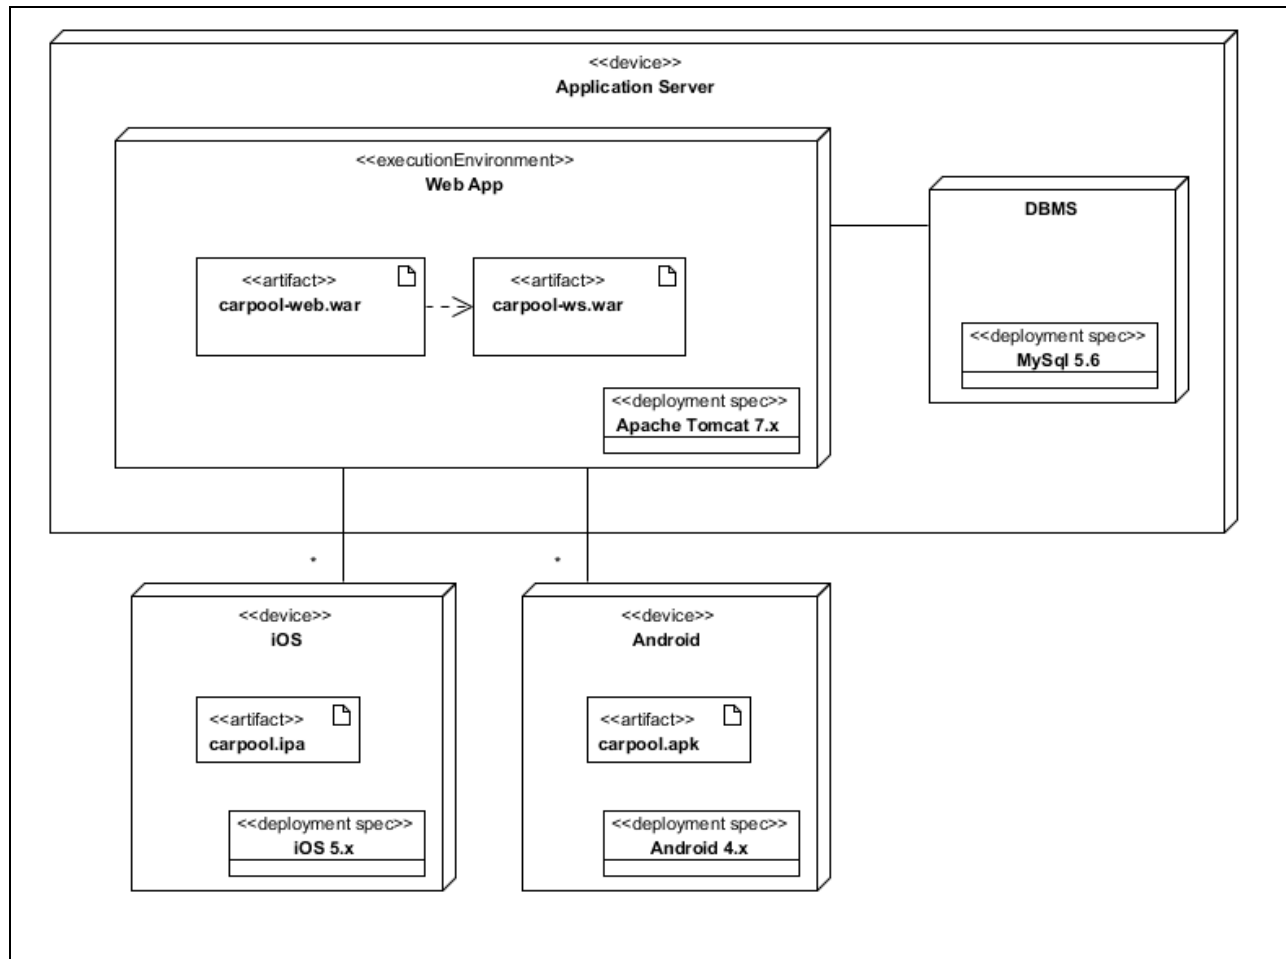 <<device>>
Application Server
<<executionEnvironment>>
Web App
<<artifact>>
carpool-web.war
<<artifact>>
carpool-ws.war
<<deployment spec>>
Apache Tomcat 7.x
DBMS
<<deployment spec>>
MySql 5.6
*
*
<<device>>
iOS
<<artifact>>
carpool.ipa
<<deployment spec>>
iOS 5.x
<<device>>
Android
<<artifact>>
carpool.apk
<<deployment spec>>
Android 4.x